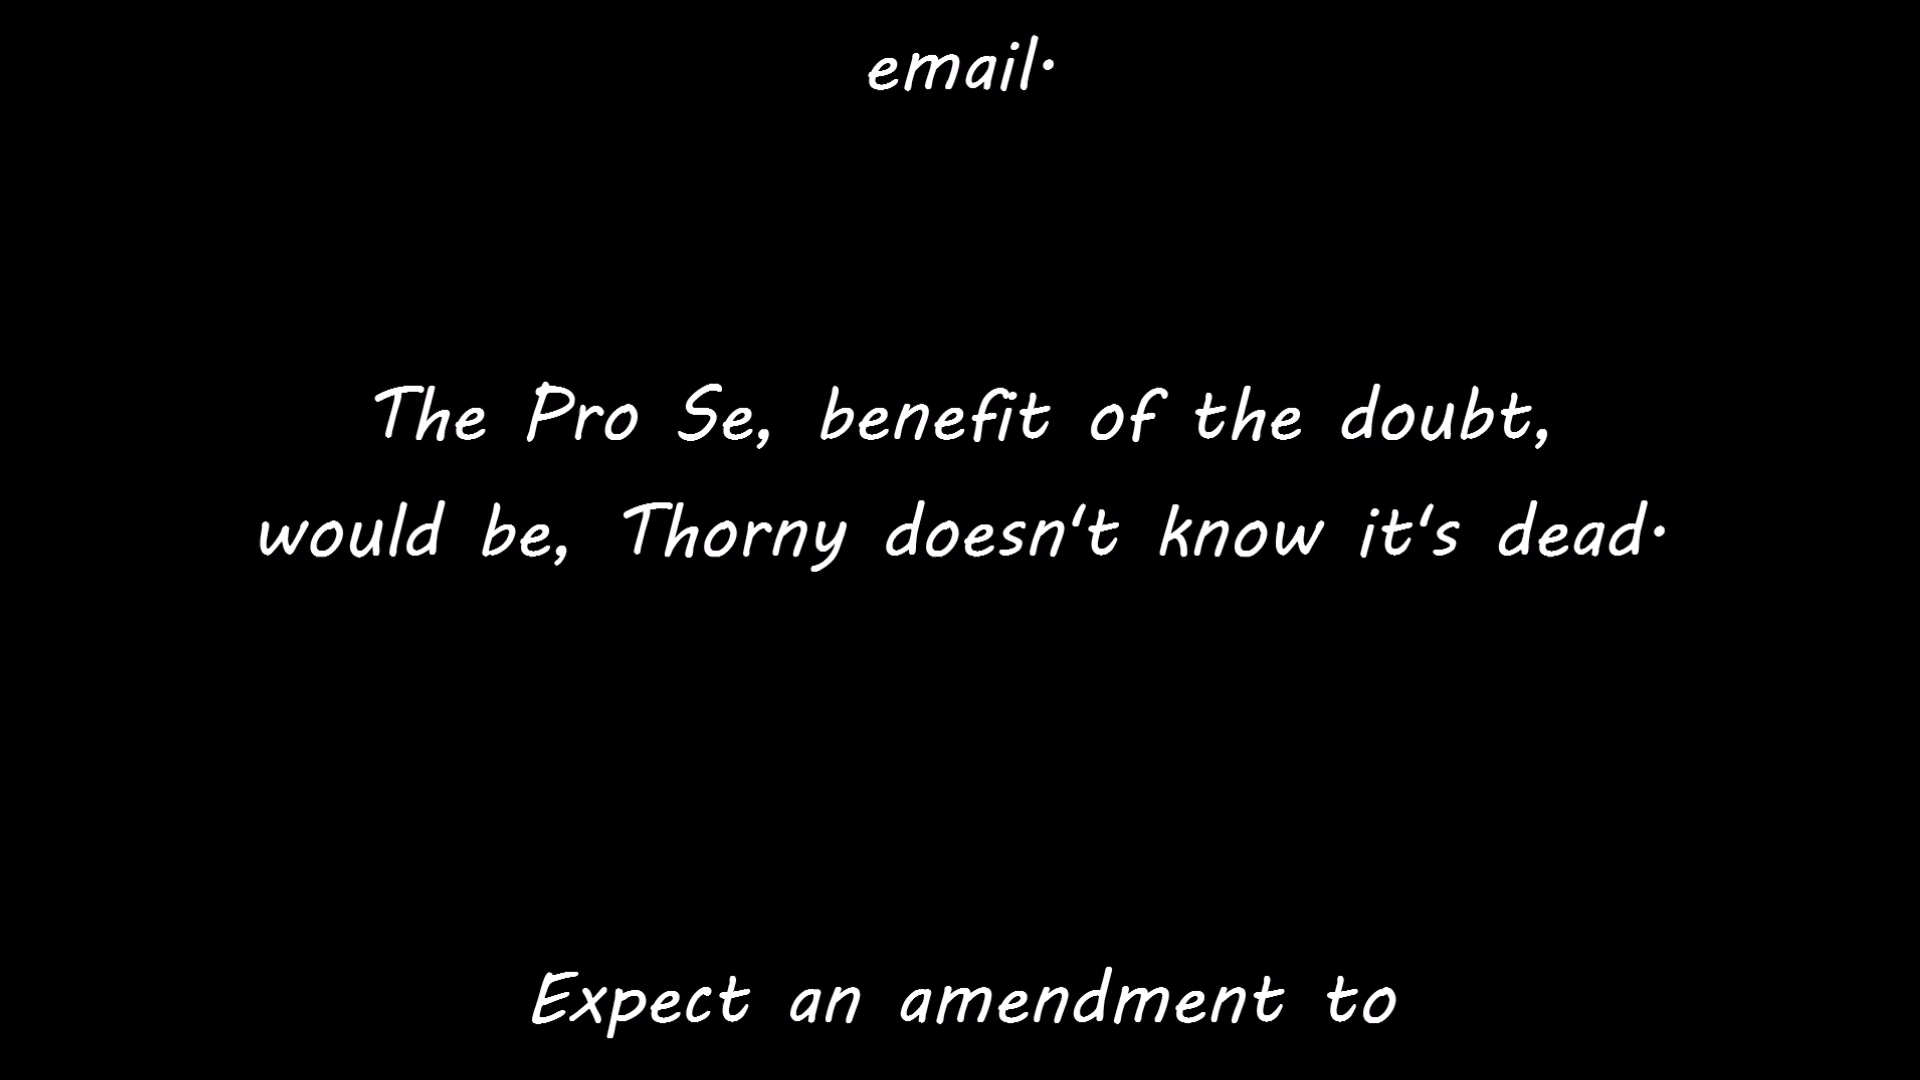 email.
The Pro Se, benefit of the doubt,
would be, Thorny doesn't know it's dead.
Expect an amendment to